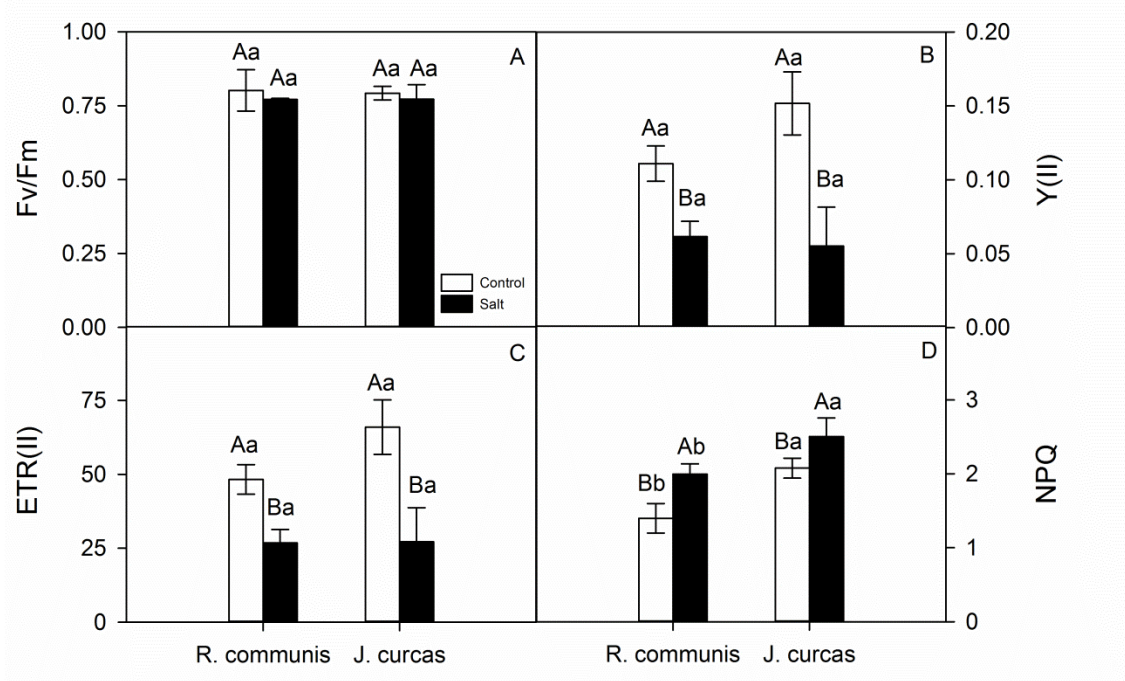 1.00
0.75
0.50
0.25
0.00
Fv/Fm
Aa
Aa
Aa
Aa
A
Control
Salt
B
Aa
Ba
Aa
Ba
0.20
0.15
0.10
0.05
0.00
Y(II)
75
50
25
0
ETR(II)
C
Aa
Ba
Aa
Ba
D
Bb
Ab
Ba
Aa
3
2
1
0
NPQ
R. communis J. curcas
R. communis J. curcas